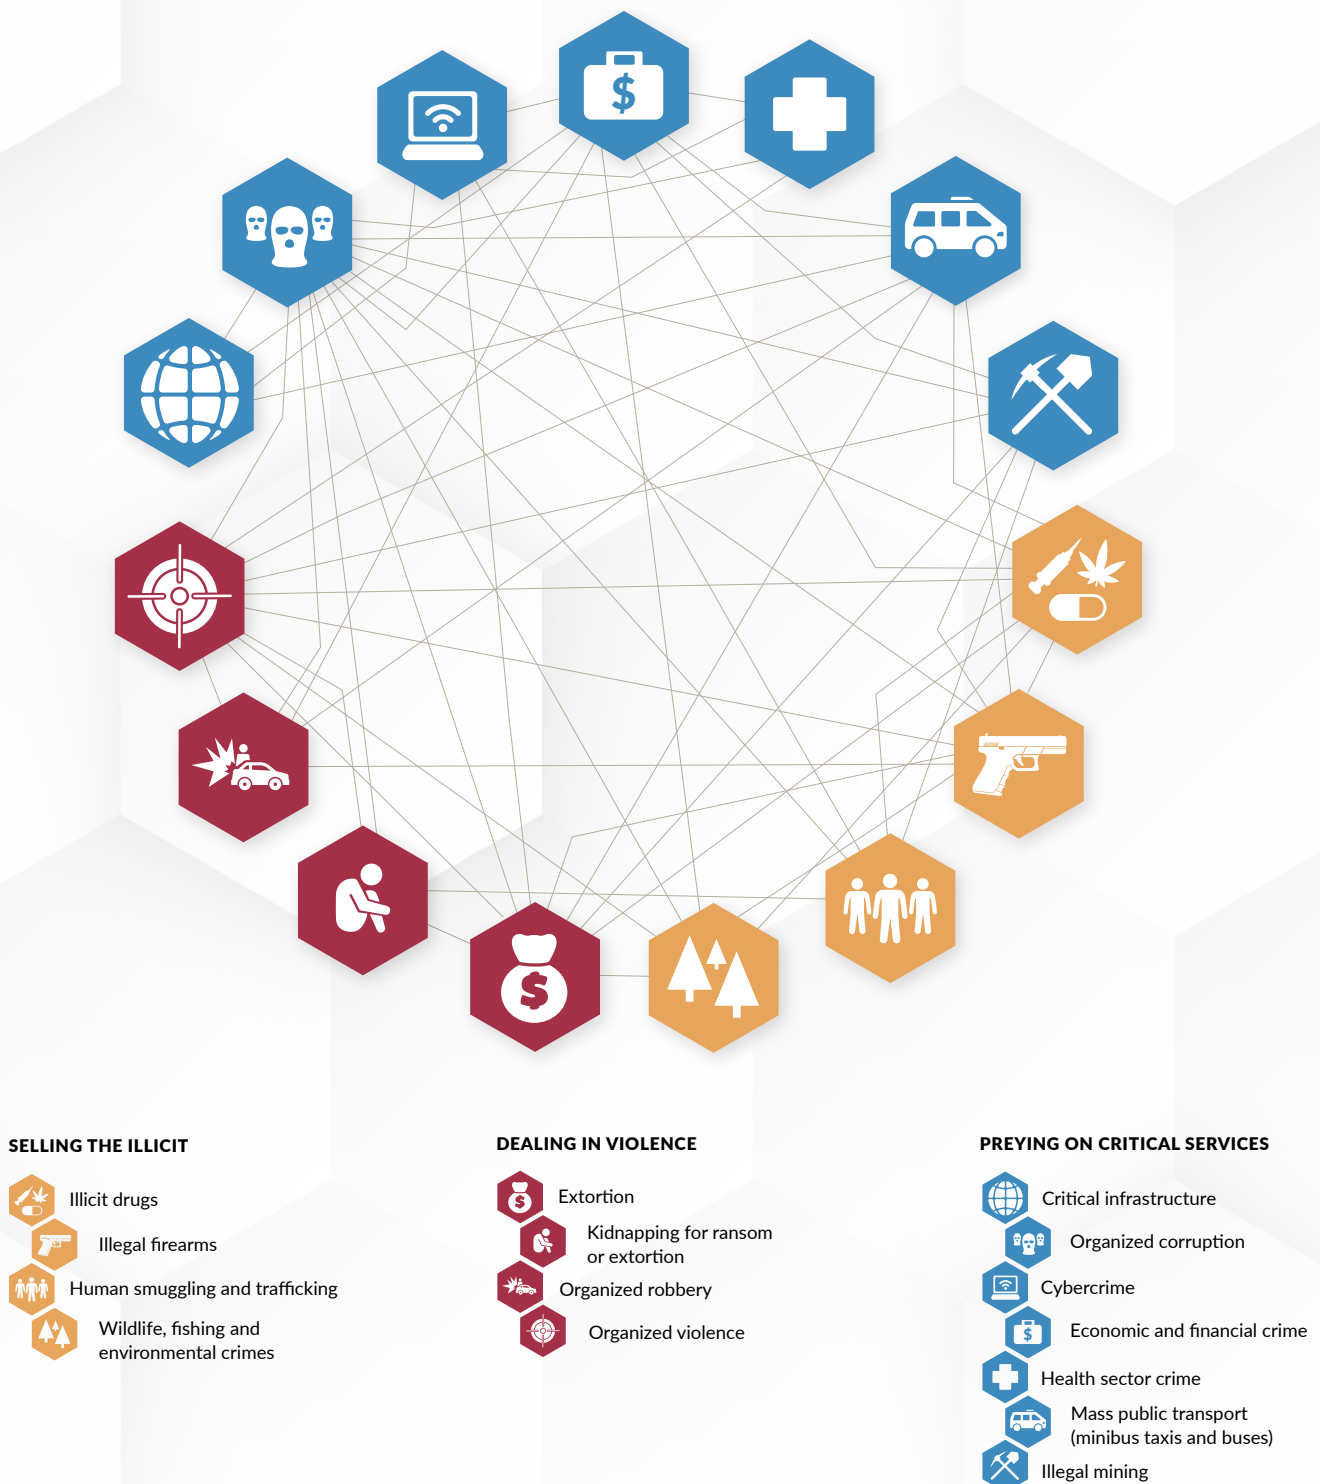 SELLING THE ILLICIT
Illicit drugs
Illegal firearms
Human smuggling and trafficking
Wildlife, fishing and
environmental crimes
DEALING IN VIOLENCE
Extortion
Kidnapping for ransom
or extortion
Organized robbery
Organized violence
PREYING ON CRITICAL SERVICES
Critical infrastructure
Organized corruption
Cybercrime
Economic and financial crime
Health sector crime
Mass public transport
(minibus taxis and buses)
Illegal mining